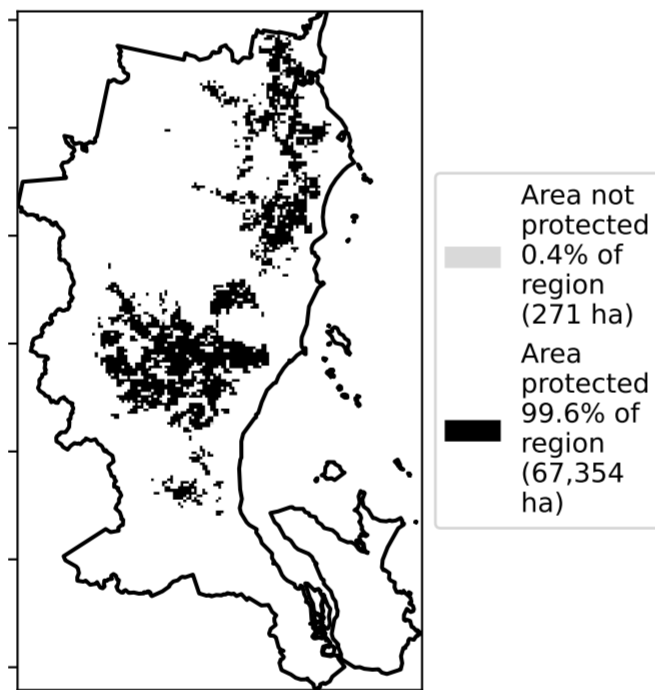 Area not
protected
0.4% of
region
(271 ha)
Area
protected
99.6% of
region
(67,354
ha)